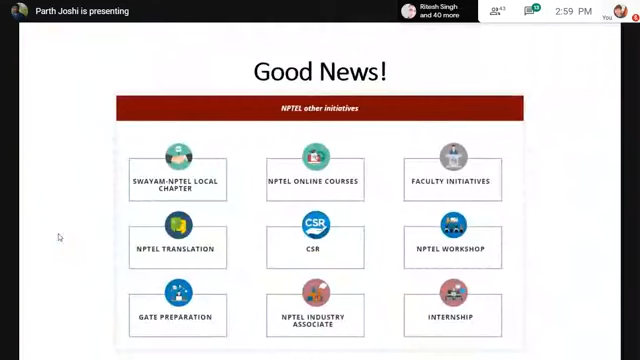 Parth Joshi is presenting
Ritesh Singh
and 40 more
43
13
2:59 PM
You
Good News!
NPTEL other initiatives
SWAYAM-NPTEL LOCAL
CHAPTER
NPTEL ONLINE COURSES
FACULTY INITIATIVES
NPTEL TRANSLATION
CSR
CSR
NPTEL WORKSHOP
GATE PREPARATION
NPTEL INDUSTRY
ASSOCIATE
INTERNSHIP